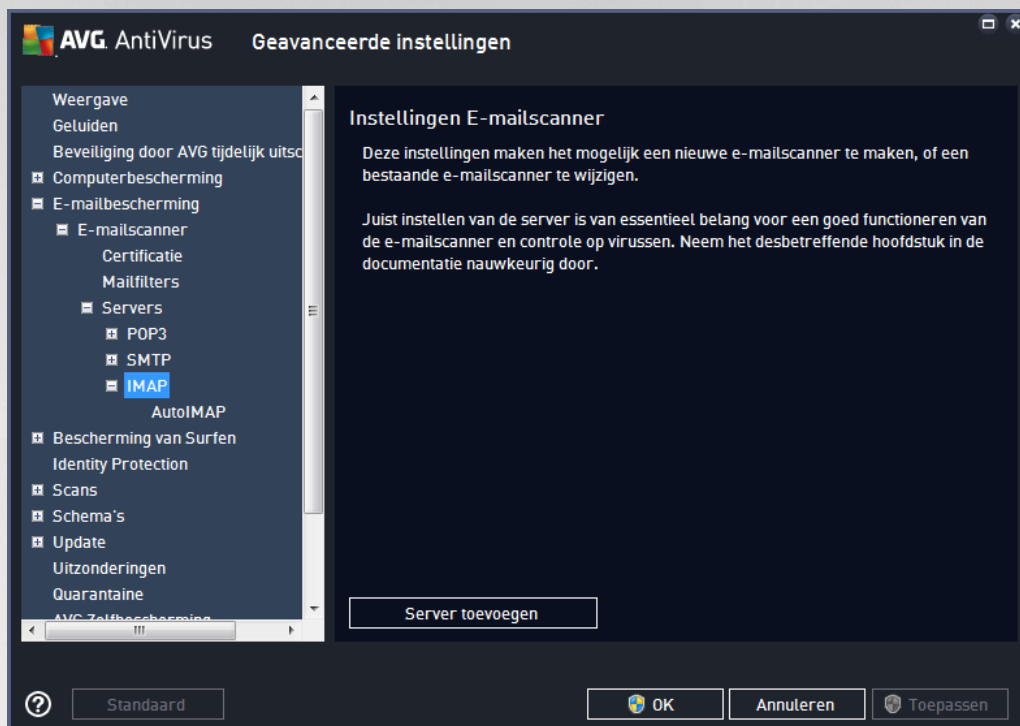 AVG. AntiVirus
Geavanceerde instellingen
Weergave
Geluiden
Beveiliging door AVG tijdelijk uitsc
Computerbescherming
E-mailbescherming
E-mailscanner
Certificatie
Mailfilters
Servers
POP3
SMTP
IMAP
AutoIMAP
Bescherming van Surfen
Identity Protection
Scans
Schema's
Update
Uitzonderingen
Quarantaine
AVG Zelfbescherming
Instellingen E-mailscanner
Deze instellingen maken het mogelijk een nieuwe e-mailscanner te maken, of een
bestaande e-mailscanner te wijzigen.
Juist instellen van de server is van essentieel belang voor een goed functioneren van
de e-mailscanner en controle op virussen. Neem het desbetreffende hoofdstuk in de
documentatie nauwkeurig door.
Server toevoegen
Standaard
OK
Annuleren
Toepassen